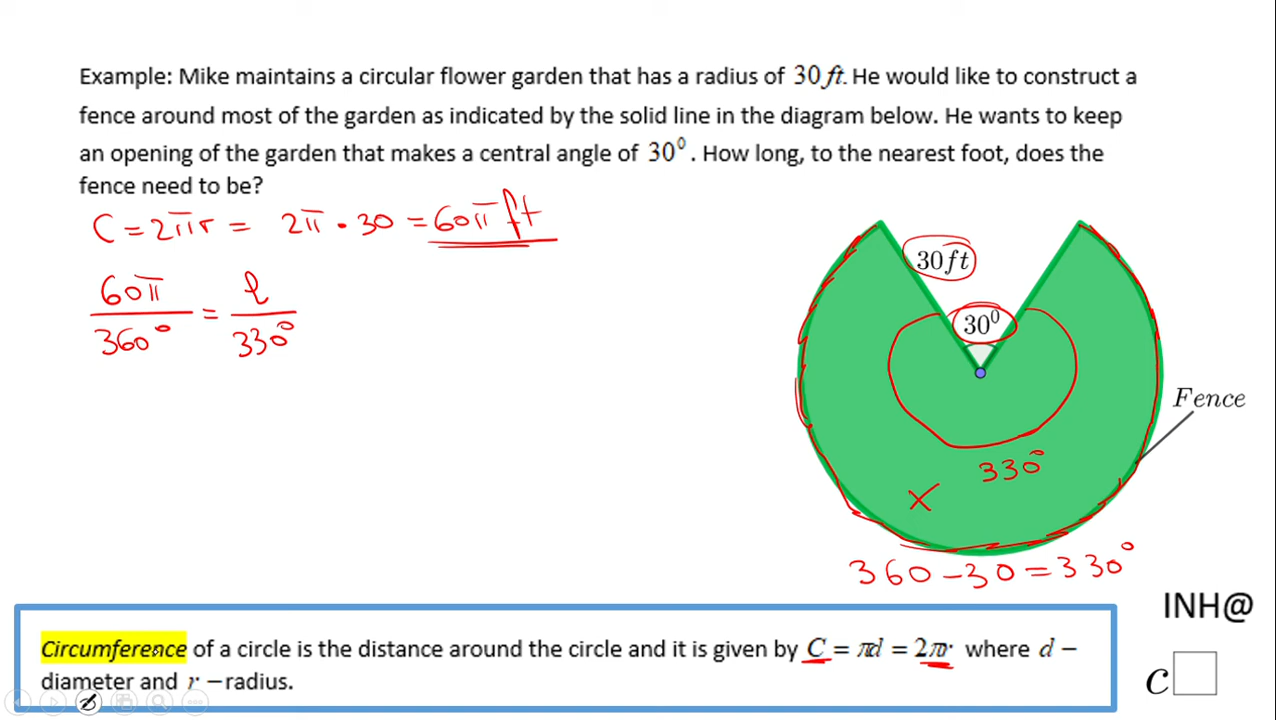 Example: Mike maintains a circular flower garden that has a radius of 30 ft. He would like to construct a
fence around most of the garden as indicated by the solid line in the diagram below. He wants to keep
an opening of the garden that makes a central angle of 30⁰. How long, to the nearest foot, does the
fence need to be?
C = 2πr = 2π · 30 = 60π ft
60π/360° = l/330°
30ft
30⁰
Fence
330°
X
360 - 30 = 330°
INH@
Circumference of a circle is the distance around the circle and it is given by C = πd = 2πr where d –
diameter and r – radius.
c